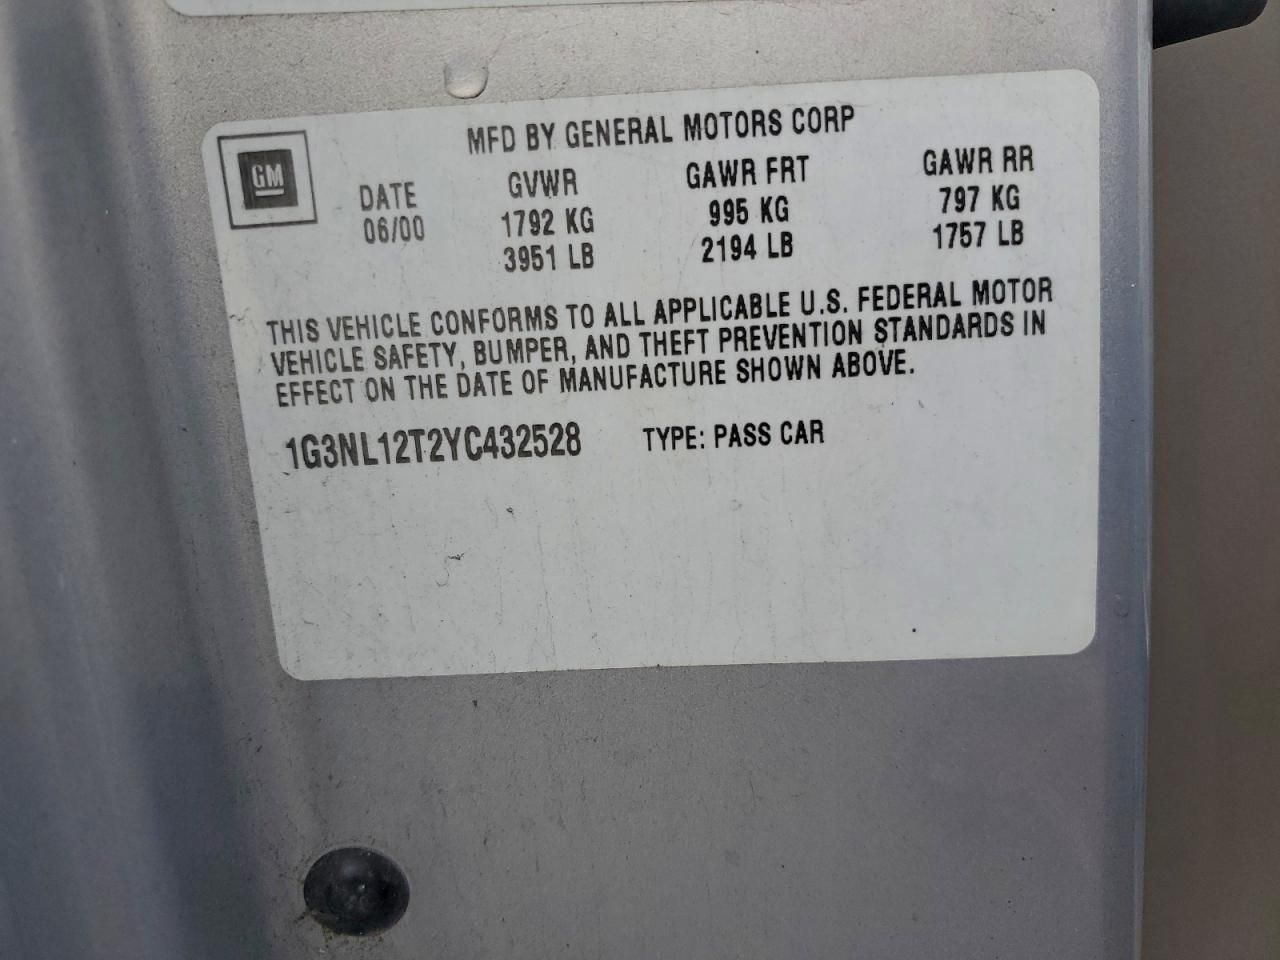 MFD BY GENERAL MOTORS CORP
GM
DATE GVWR GAWR FRT GAWR RR
06/00 1792 KG 995 KG 797 KG
3951 LB 2194 LB 1757 LB
THIS VEHICLE CONFORMS TO ALL APPLICABLE U.S. FEDERAL MOTOR
VEHICLE SAFETY, BUMPER, AND THEFT PREVENTION STANDARDS IN
EFFECT ON THE DATE OF MANUFACTURE SHOWN ABOVE.
1G3NL12T2YC432528 TYPE: PASS CAR